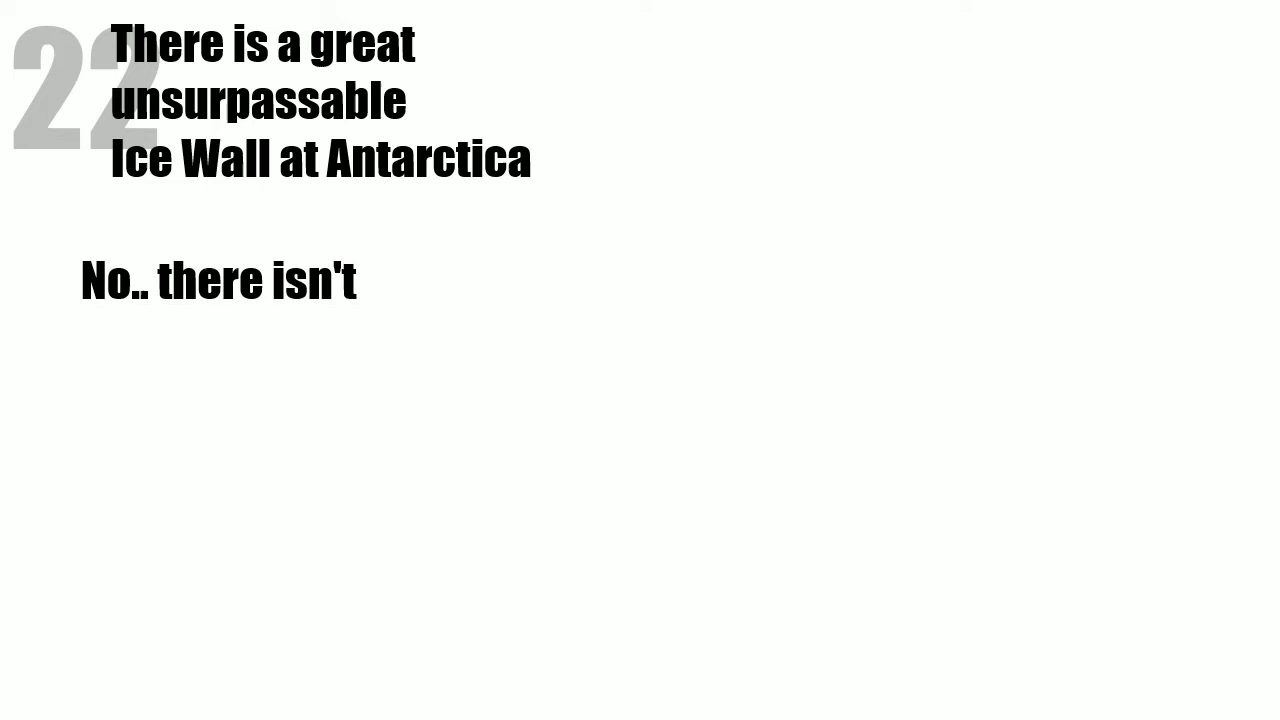 22
There is a great
unsurpassable
Ice Wall at Antarctica
No.. there isn't